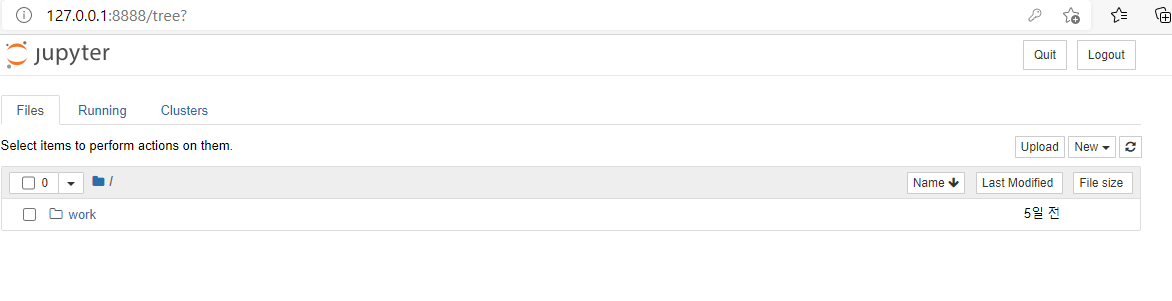 127.0.0.1:8888/tree?
jupyter
Quit Logout
Files Running Clusters
Select items to perform actions on them.
Upload New
0 / Name Last Modified File size
work 5일 전